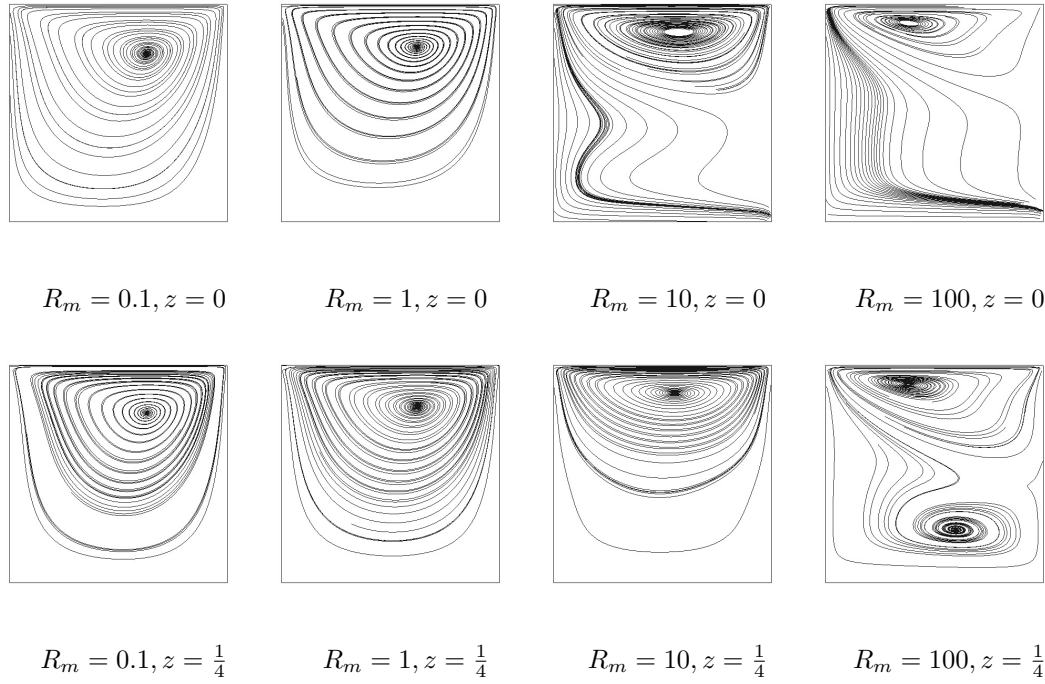 R_m = 0.1, z = 0
R_m = 1, z = 0
R_m = 10, z = 0
R_m = 100, z = 0
R_m = 0.1, z = 1/4
R_m = 1, z = 1/4
R_m = 10, z = 1/4
R_m = 100, z = 1/4